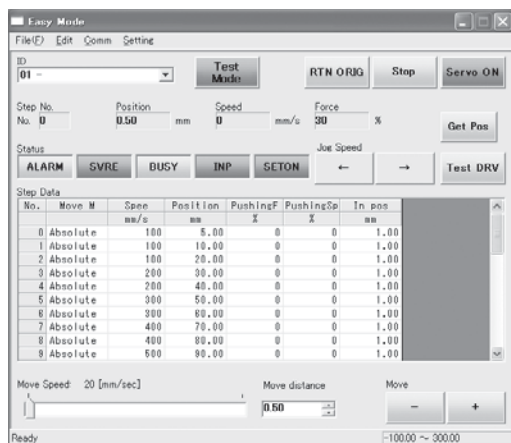 Easy Mode
File(F) Edit Comm Setting
ID
01 -
Test Mode
RTN ORIG
Stop
Servo ON
Step No. Position Speed Force
No. 0 0.50 mm 0 mm/s 30 %
Get Pos
Status Jog Speed
ALARM SVRE BUSY INP SETON ← → Test DRV
Step Data
No. Move M Spee Position PushingF PushingSp In pos
mm/s mm % % mm
0 Absolute 100 5.00 0 0 1.00
1 Absolute 100 10.00 0 0 1.00
2 Absolute 100 20.00 0 0 1.00
3 Absolute 200 30.00 0 0 1.00
4 Absolute 200 40.00 0 0 1.00
5 Absolute 300 50.00 0 0 1.00
6 Absolute 300 60.00 0 0 1.00
7 Absolute 400 70.00 0 0 1.00
8 Absolute 400 80.00 0 0 1.00
9 Absolute 500 90.00 0 0 1.00
Move Speed: 20 [mm/sec] Move distance Move
0.50 - +
Ready -100.00 ~ 300.00